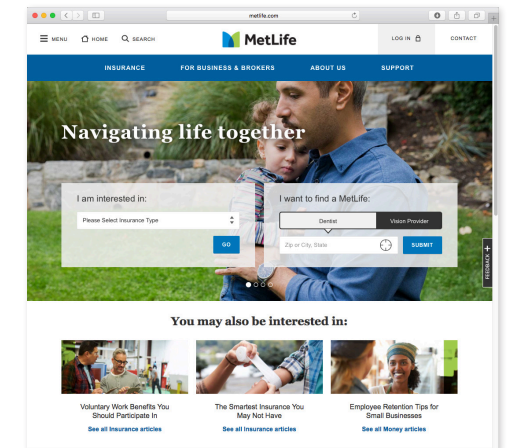 metlife.com
MENU HOME SEARCH MetLife LOG IN CONTACT
INSURANCE FOR BUSINESS & BROKERS ABOUT US SUPPORT
Navigating life together
I am interested in:
Please Select Insurance Type
GO
I want to find a MetLife:
Dentist Vision Provider
Zip or City, State SUBMIT
FEEDBACK
You may also be interested in:
Voluntary Work Benefits You
Should Participate In
See all Insurance articles
The Smartest Insurance You
May Not Have
See all Insurance articles
Employee Retention Tips for
Small Businesses
See all Money articles